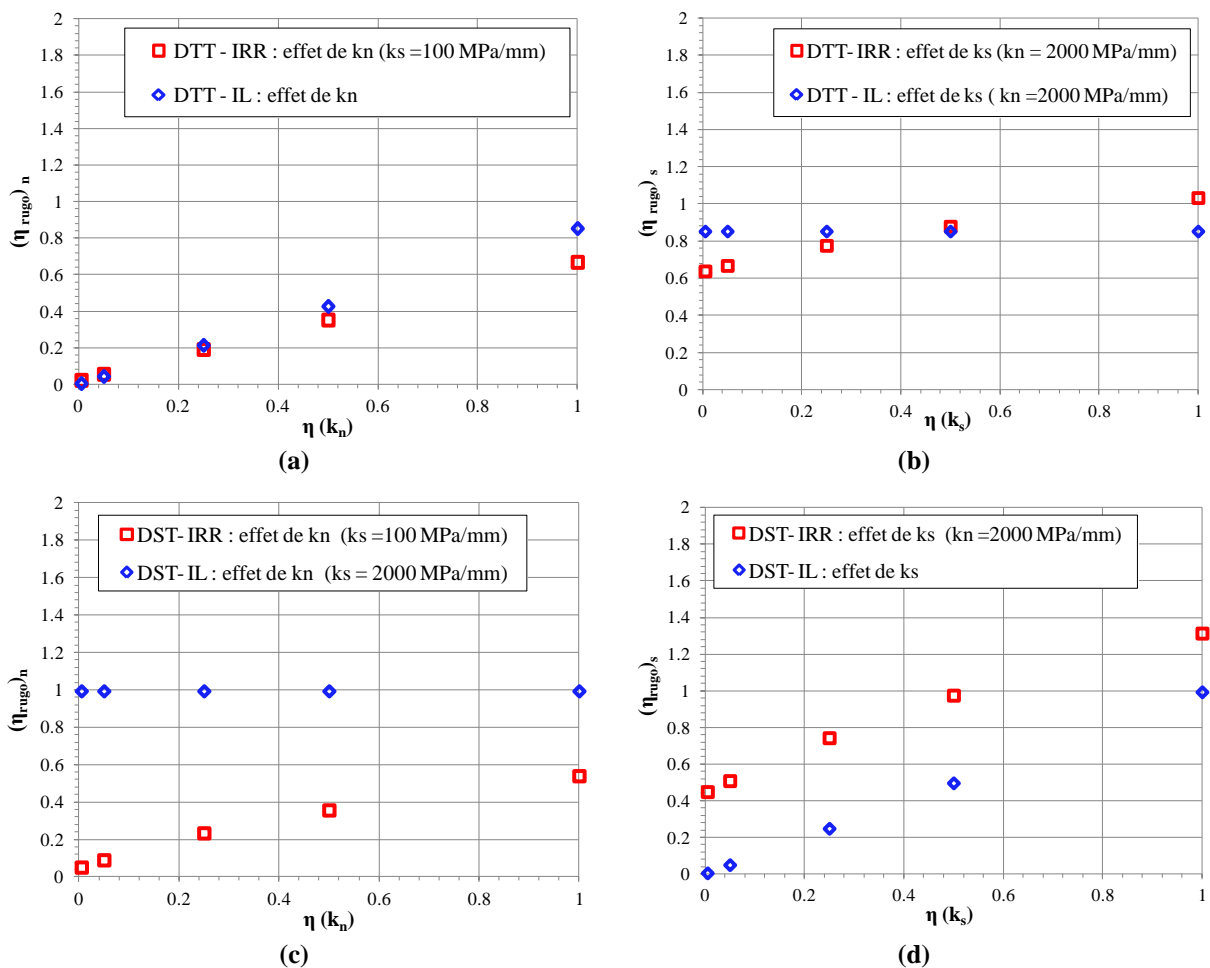 DTT - IRR : effet de kn (ks =100 MPa/mm)
DTT - IL : effet de kn
2
1.8
1.6
1.4
1.2
1
0.8
0.6
0.4
0.2
0
(η rugo) n
0 0.2 0.4 0.6 0.8 1
η (kn)
(a)
DTT- IRR : effet de ks (kn = 2000 MPa/mm)
DTT - IL : effet de ks ( kn =2000 MPa/mm)
2
1.8
1.6
1.4
1.2
1
0.8
0.6
0.4
0.2
0
(η rugo) s
0 0.2 0.4 0.6 0.8 1
η (ks)
(b)
DST- IRR : effet de kn (ks =100 MPa/mm)
DST- IL : effet de kn (ks = 2000 MPa/mm)
2
1.8
1.6
1.4
1.2
1
0.8
0.6
0.4
0.2
0
(ηrugo)n
0 0.2 0.4 0.6 0.8 1
η (kn)
(c)
DST- IRR : effet de ks (kn =2000 MPa/mm)
DST- IL : effet de ks
2
1.8
1.6
1.4
1.2
1
0.8
0.6
0.4
0.2
0
(ηrugo)s
0 0.2 0.4 0.6 0.8 1
η (ks)
(d)